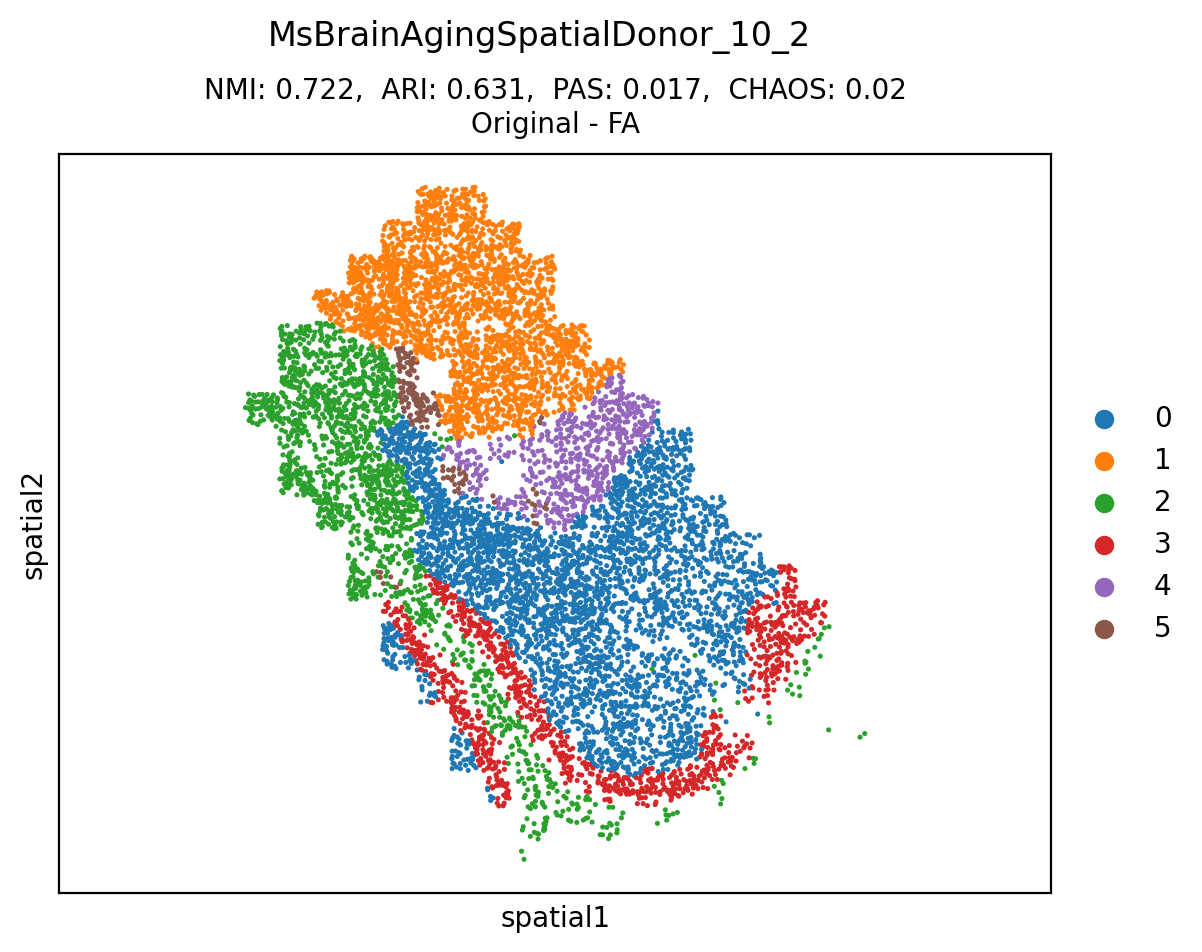 MsBrainAgingSpatialDonor_10_2
NMI: 0.722,  ARI: 0.631,  PAS: 0.017,  CHAOS: 0.02
Original - FA
spatial2
0
1
2
3
4
5
spatial1